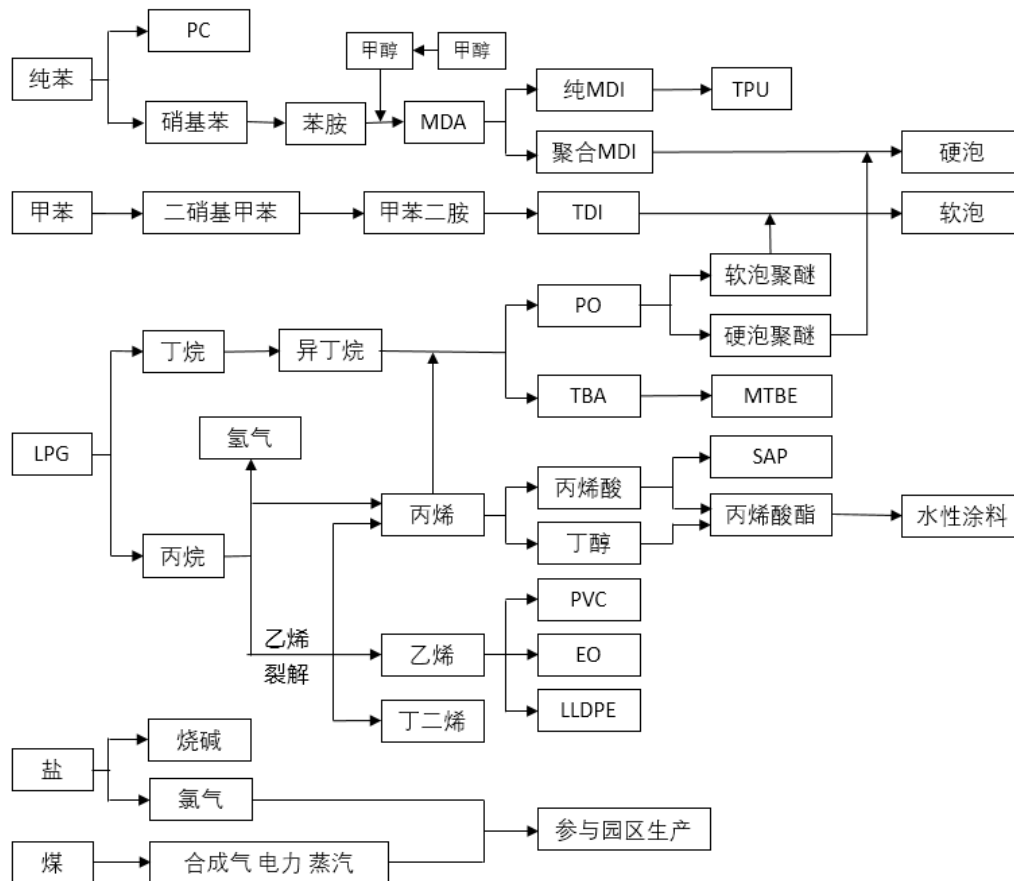 PC
甲醇
甲醇
纯苯
纯MDI
TPU
硝基苯
苯胺
MDA
聚合MDI
硬泡
甲苯
二硝基甲苯
甲苯二胺
TDI
软泡
软泡聚醚
PO
硬泡聚醚
丁烷
异丁烷
TBA
MTBE
氢气
LPG
SAP
丙烯酸
丙烯
丙烯酸酯
水性涂料
丁醇
丙烷
PVC
乙烯
裂解
乙烯
EO
LLDPE
丁二烯
烧碱
盐
氯气
参与园区生产
煤
合成气 电力 蒸汽